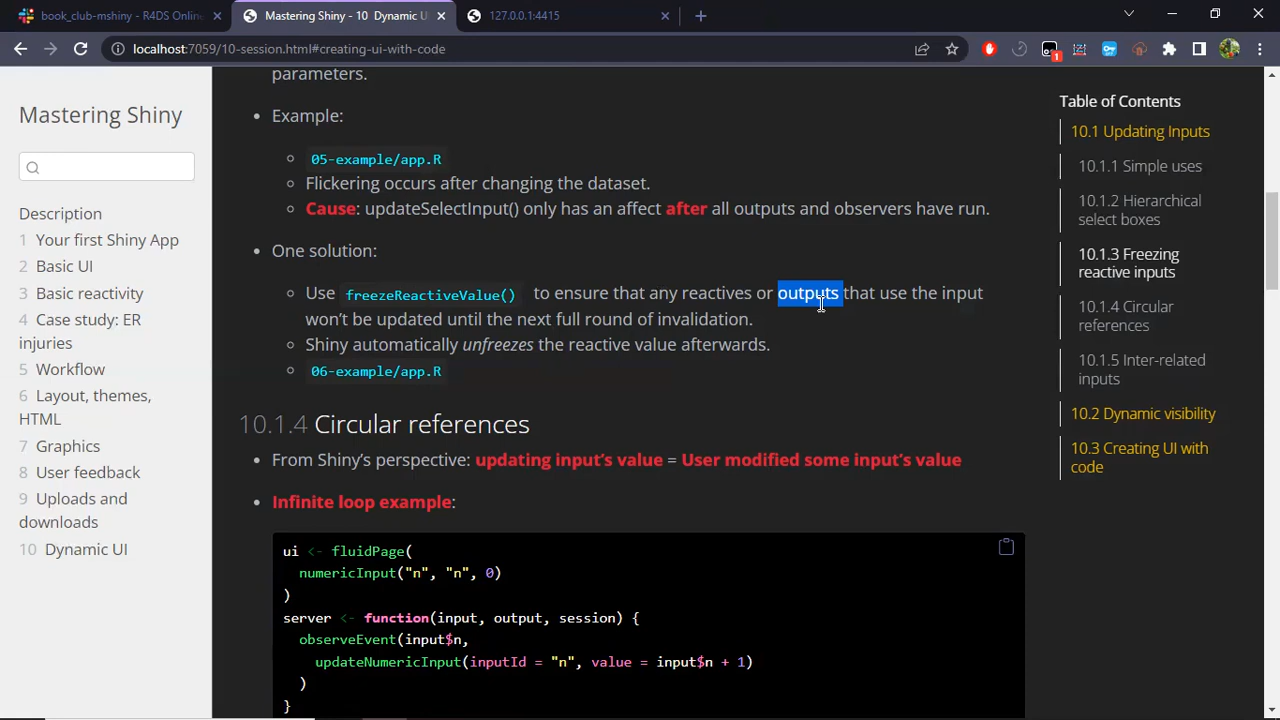 book_club-mshiny - R4DS Onlin
Mastering Shiny - 10 Dynamic U
127.0.0.1:4415
localhost:7059/10-session.html#creating-ui-with-code
1
Mastering Shiny
Description
1 Your first Shiny App
2 Basic UI
3 Basic reactivity
4 Case study: ER
injuries
5 Workflow
6 Layout, themes,
HTML
7 Graphics
8 User feedback
9 Uploads and
downloads
10 Dynamic UI
parameters.
Example:
05-example/app.R
Flickering occurs after changing the dataset.
Cause: updateSelectInput() only has an affect after all outputs and observers have run.
One solution:
Use freezeReactiveValue() to ensure that any reactives or outputs that use the input
won't be updated until the next full round of invalidation.
Shiny automatically unfreezes the reactive value afterwards.
06-example/app.R
10.1.4 Circular references
From Shiny's perspective: updating input's value = User modified some input's value
Infinite loop example:
ui <- fluidPage(
numericInput("n", "n", 0)
)
server <- function(input, output, session) {
observeEvent(input$n,
updateNumericInput(inputId = "n", value = input$n + 1)
)
}
Table of Contents
10.1 Updating Inputs
10.1.1 Simple uses
10.1.2 Hierarchical
select boxes
10.1.3 Freezing
reactive inputs
10.1.4 Circular
references
10.1.5 Inter-related
inputs
10.2 Dynamic visibility
10.3 Creating UI with
code